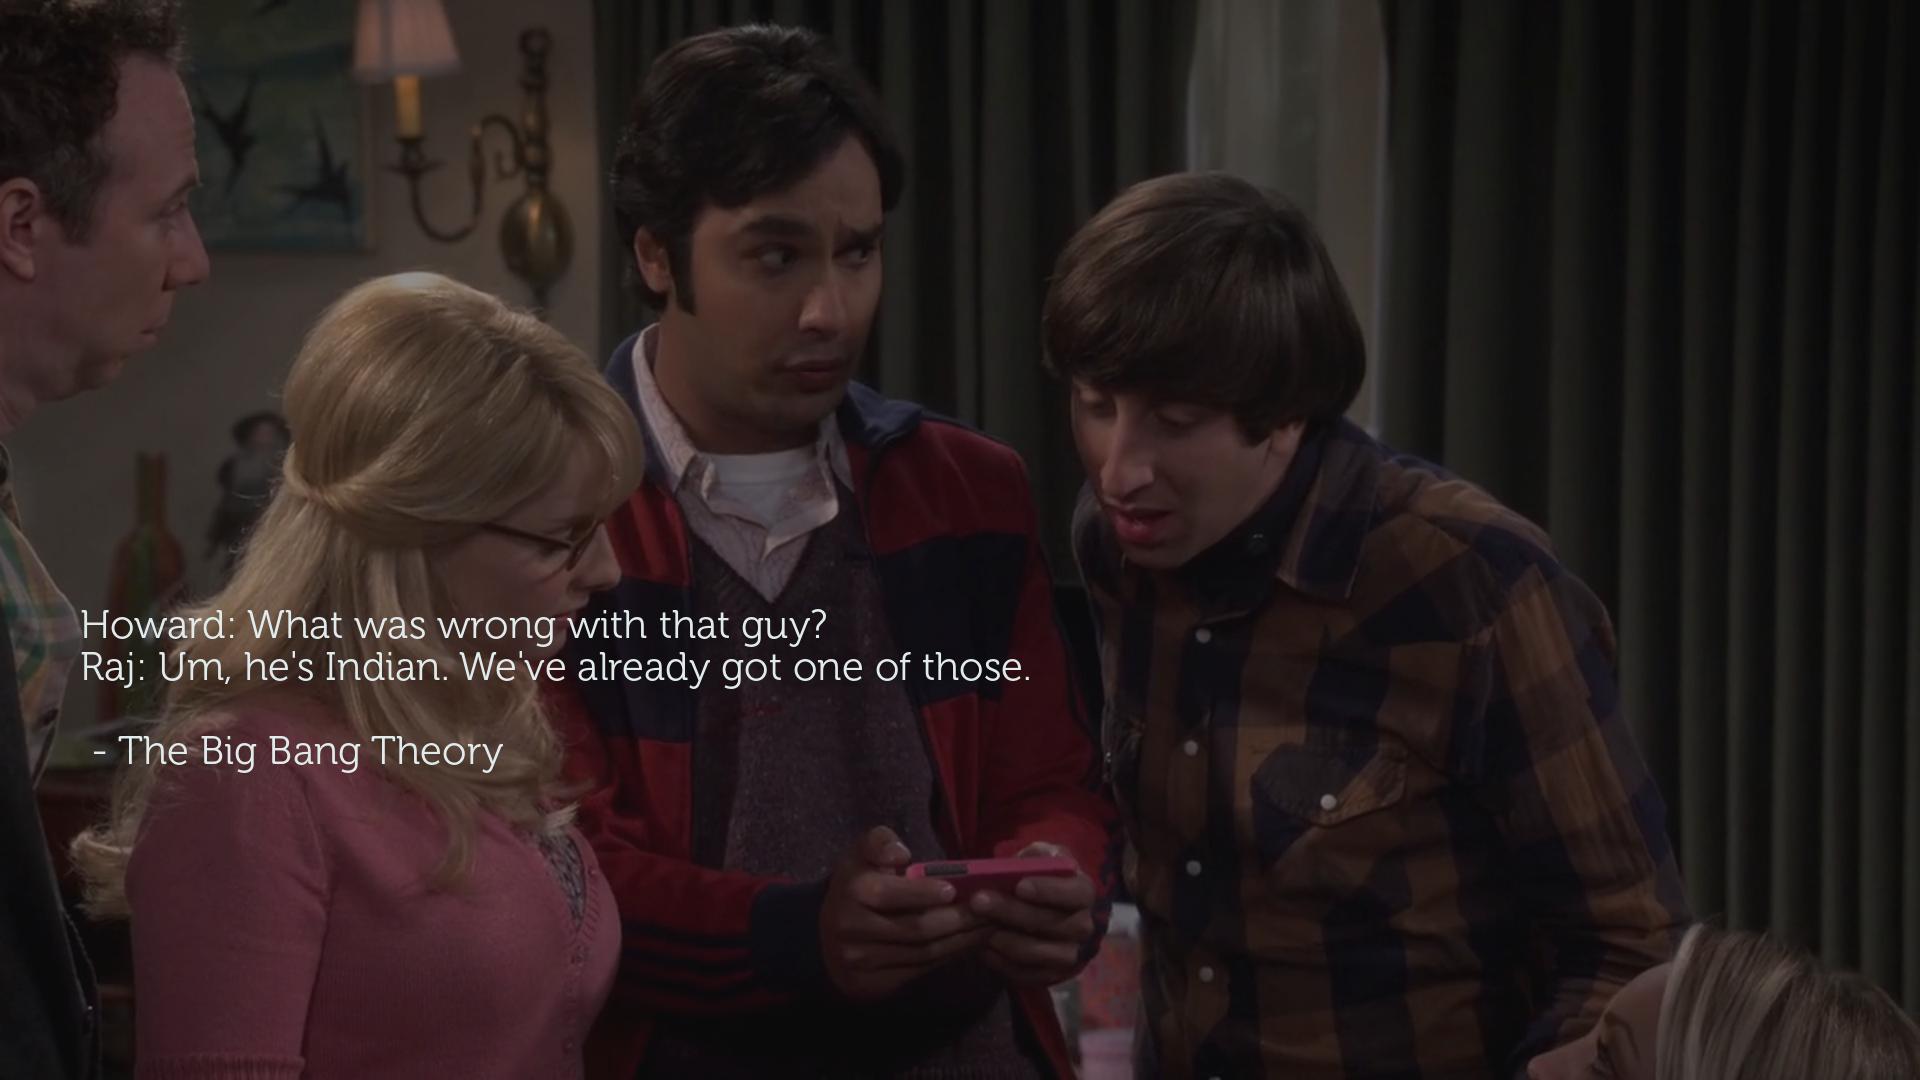 Howard: What was wrong with that guy?
Raj: Um, he's Indian. We've already got one of those.
- The Big Bang Theory